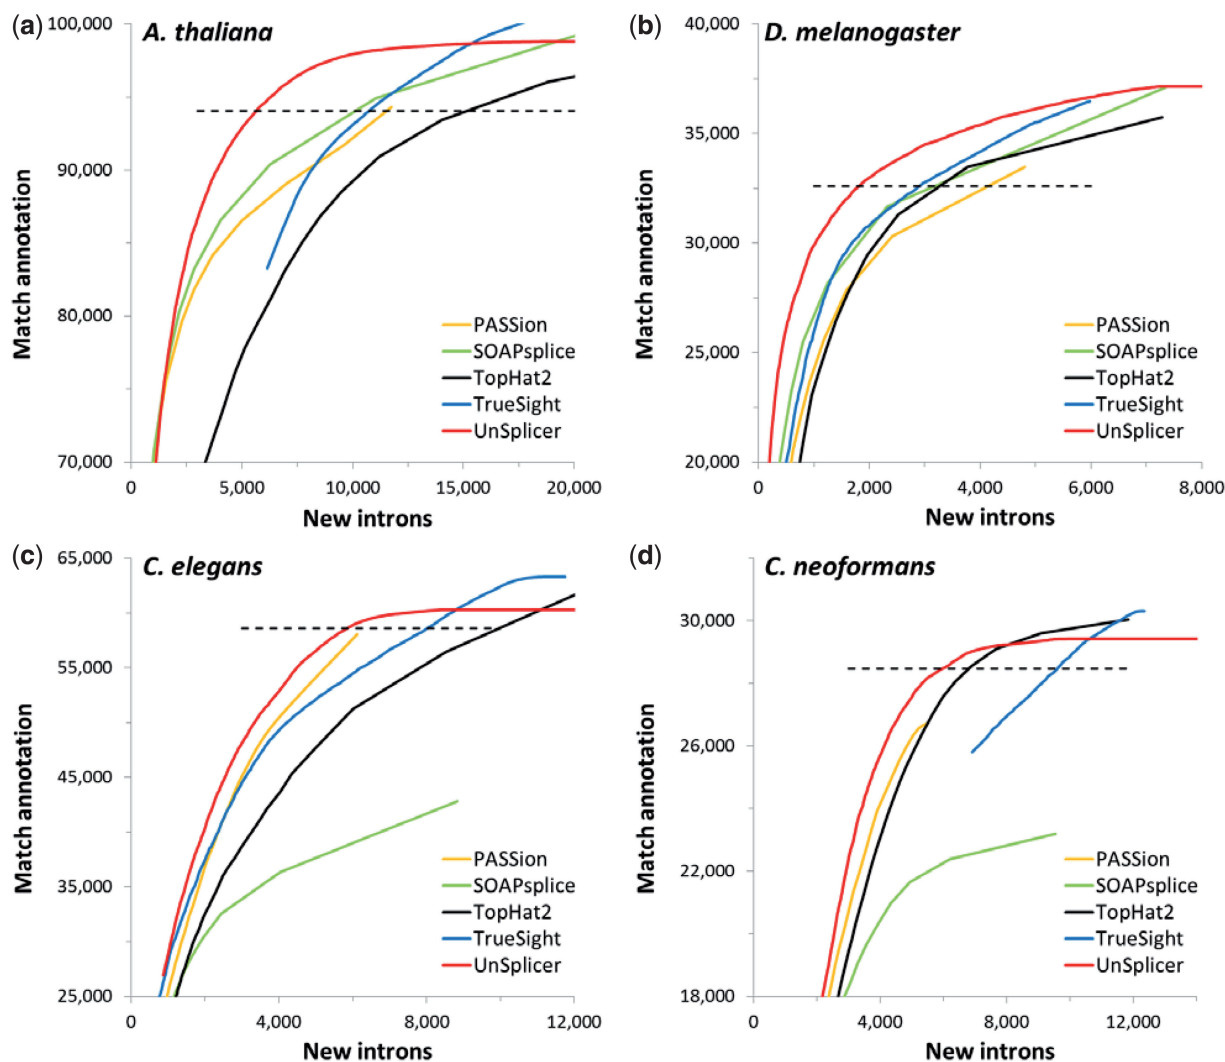 (a)
A. thaliana
100,000
90,000
80,000
70,000
Match annotation
PASSion
SOAPsplice
TopHat2
TrueSight
UnSplicer
0 5,000 10,000 15,000 20,000
New introns
(b)
D. melanogaster
40,000
35,000
30,000
25,000
20,000
Match annotation
PASSion
SOAPsplice
TopHat2
TrueSight
UnSplicer
0 2,000 4,000 6,000 8,000
New introns
(c)
C. elegans
65,000
55,000
45,000
35,000
25,000
Match annotation
PASSion
SOAPsplice
TopHat2
TrueSight
UnSplicer
0 4,000 8,000 12,000
New introns
(d)
C. neoformans
30,000
26,000
22,000
18,000
Match annotation
PASSion
SOAPsplice
TopHat2
TrueSight
UnSplicer
0 4,000 8,000 12,000
New introns